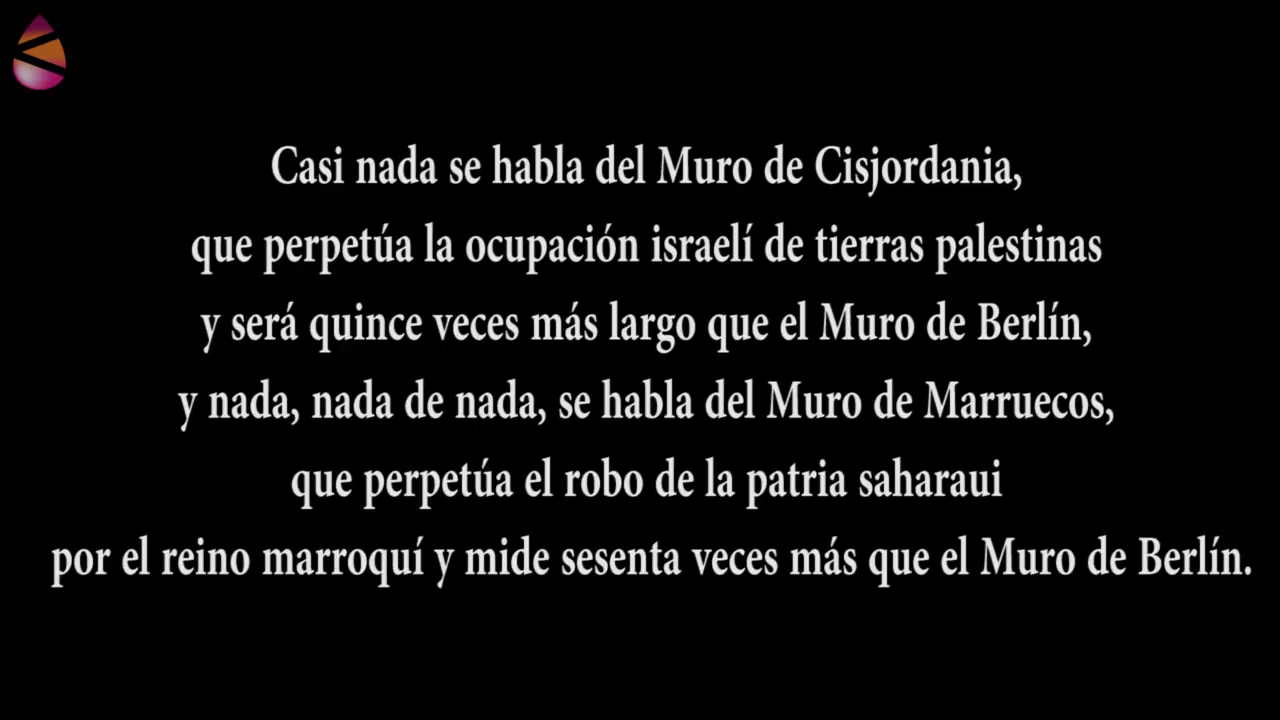 Casi nada se habla del Muro de Cisjordania,
que perpetúa la ocupación israelí de tierras palestinas
y será quince veces más largo que el Muro de Berlín,
y nada, nada de nada, se habla del Muro de Marruecos,
que perpetúa el robo de la patria saharaui
por el reino marroquí y mide sesenta veces más que el Muro de Berlín.